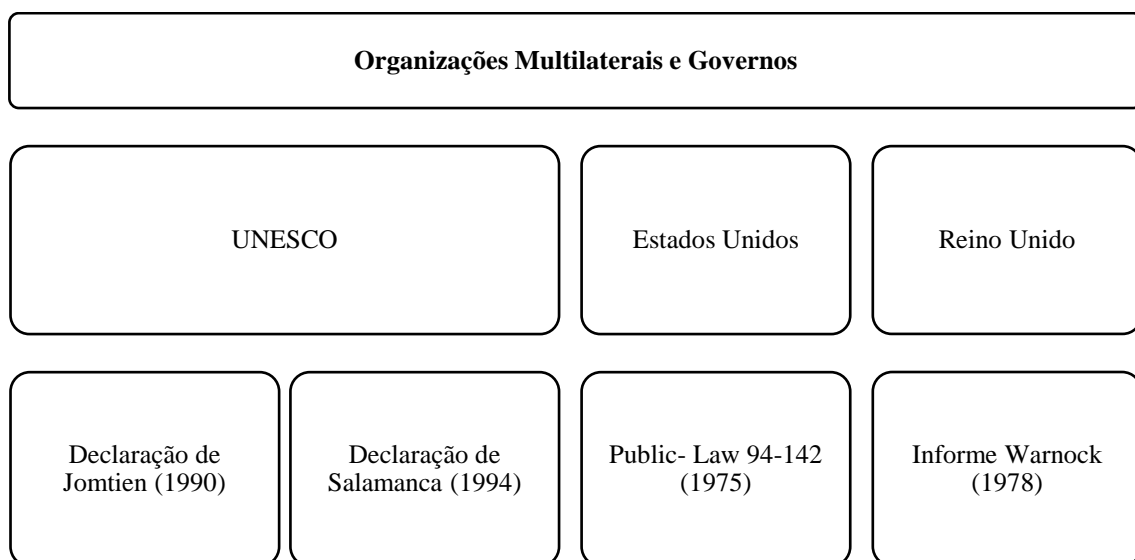 Organizações Multilaterais e Governos
UNESCO
Estados Unidos
Reino Unido
Declaração de
Jomtien (1990)
Declaração de
Salamanca (1994)
Public- Law 94-142
(1975)
Informe Warnock
(1978)